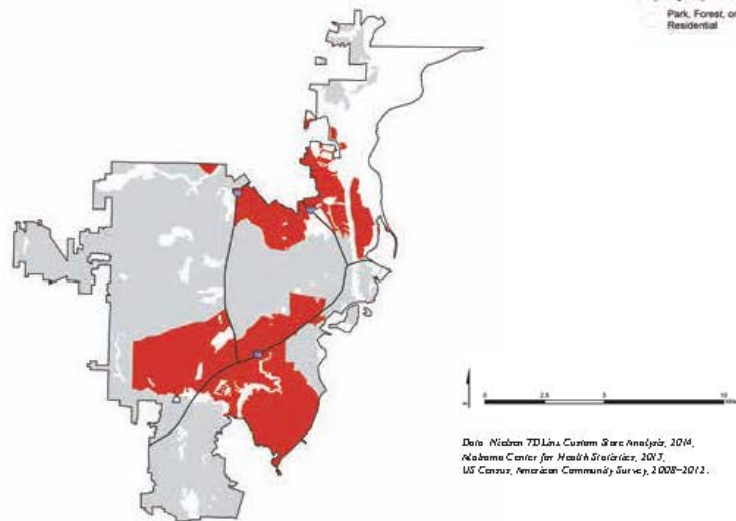 Park, Forest, or
Residential
0 2.5 5 10
Data: Nielsen TDLinx Custom Store Analysis, 2014,
Alabama Center for Health Statistics, 2013,
US Census, American Community Survey, 2008–2012.